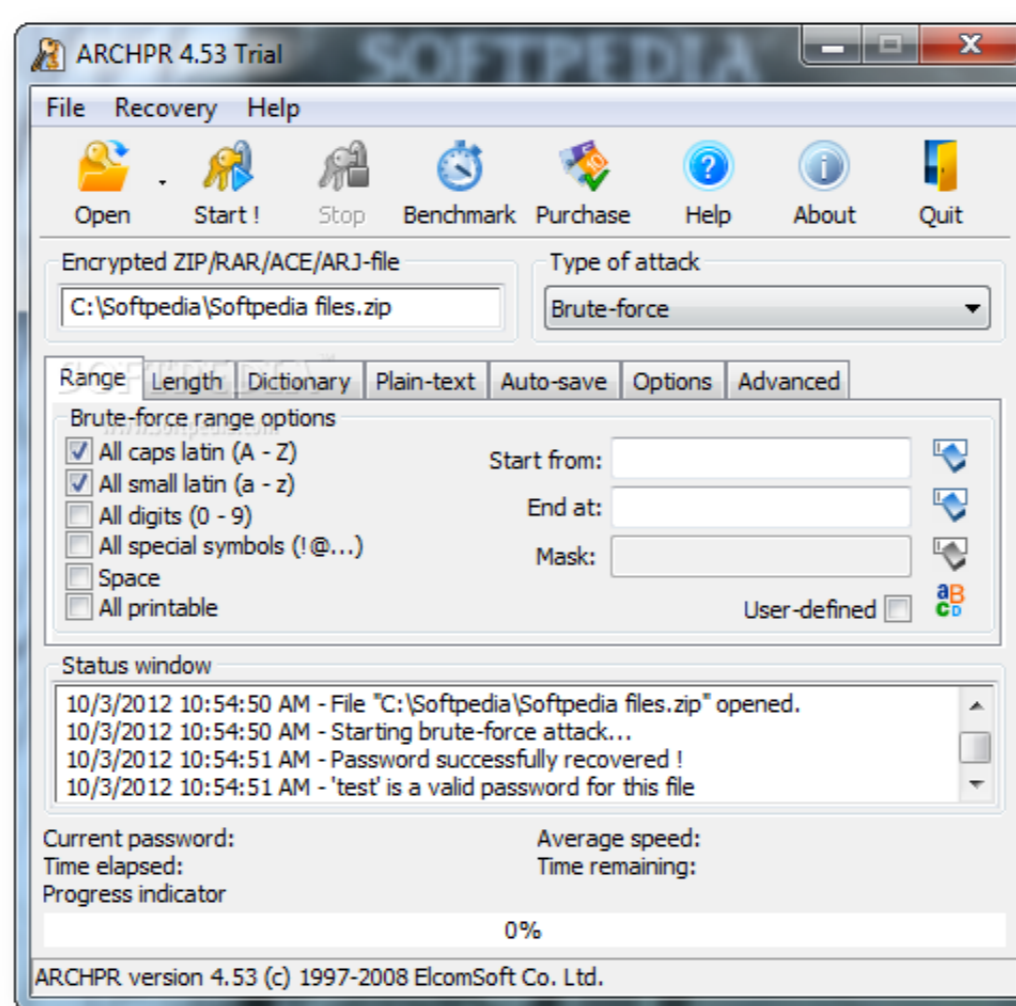 ARCHPR 4.53 Trial
SOFTPEDIA
File Recovery Help
Open Start ! Stop Benchmark Purchase Help About Quit
Encrypted ZIP/RAR/ACE/ARJ-file
Type of attack
C:\Softpedia\Softpedia files.zip
Brute-force
SOFTPEDIA
Range Length Dictionary Plain-text Auto-save Options Advanced
Brute-force range options
www.softpedia.com
All caps latin (A - Z)
All small latin (a - z)
All digits (0 - 9)
All special symbols (!@...)
Space
All printable
Start from:
End at:
Mask:
User-defined
aBCD
Status window
10/3/2012 10:54:50 AM - File "C:\Softpedia\Softpedia files.zip" opened.
10/3/2012 10:54:50 AM - Starting brute-force attack...
10/3/2012 10:54:51 AM - Password successfully recovered !
10/3/2012 10:54:51 AM - 'test' is a valid password for this file
Current password:
Average speed:
Time elapsed:
Time remaining:
Progress indicator
0%
ARCHPR version 4.53 (c) 1997-2008 ElcomSoft Co. Ltd.